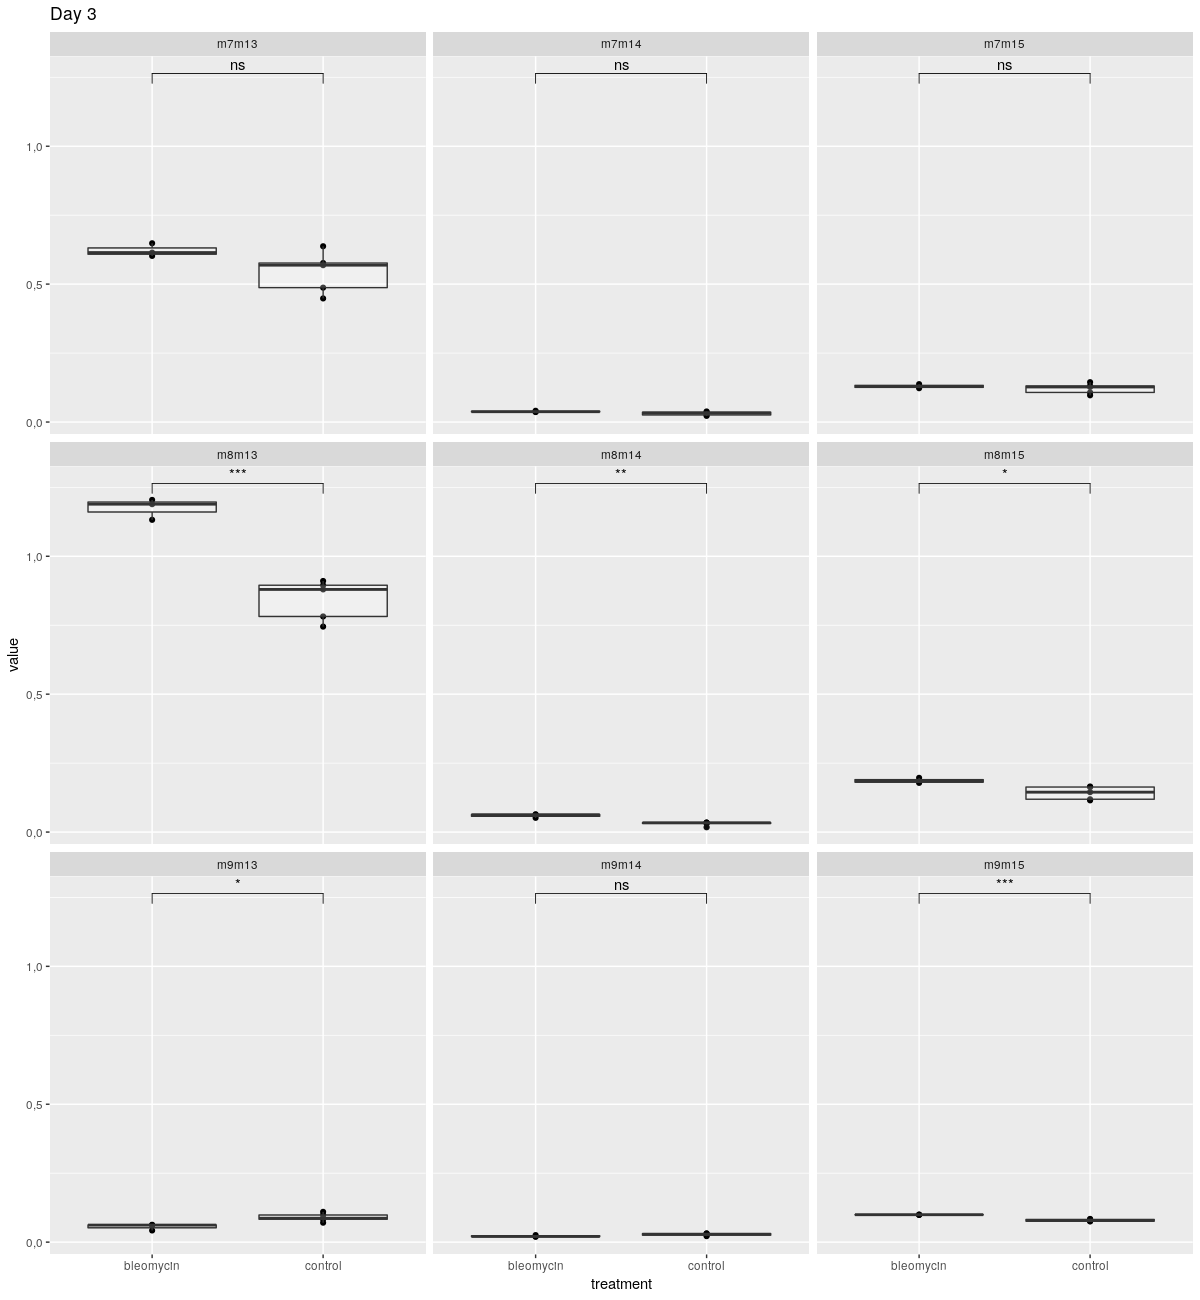 Day 3
m7m13 m7m14 m7m15
ns ns ns
1,0
0,5
0,0
m8m13 m8m14 m8m15
*** ** *
1,0
0,5
0,0
value
m9m13 m9m14 m9m15
* ns ***
1,0
0,5
0,0
bleomycin control bleomycin control bleomycin control
treatment